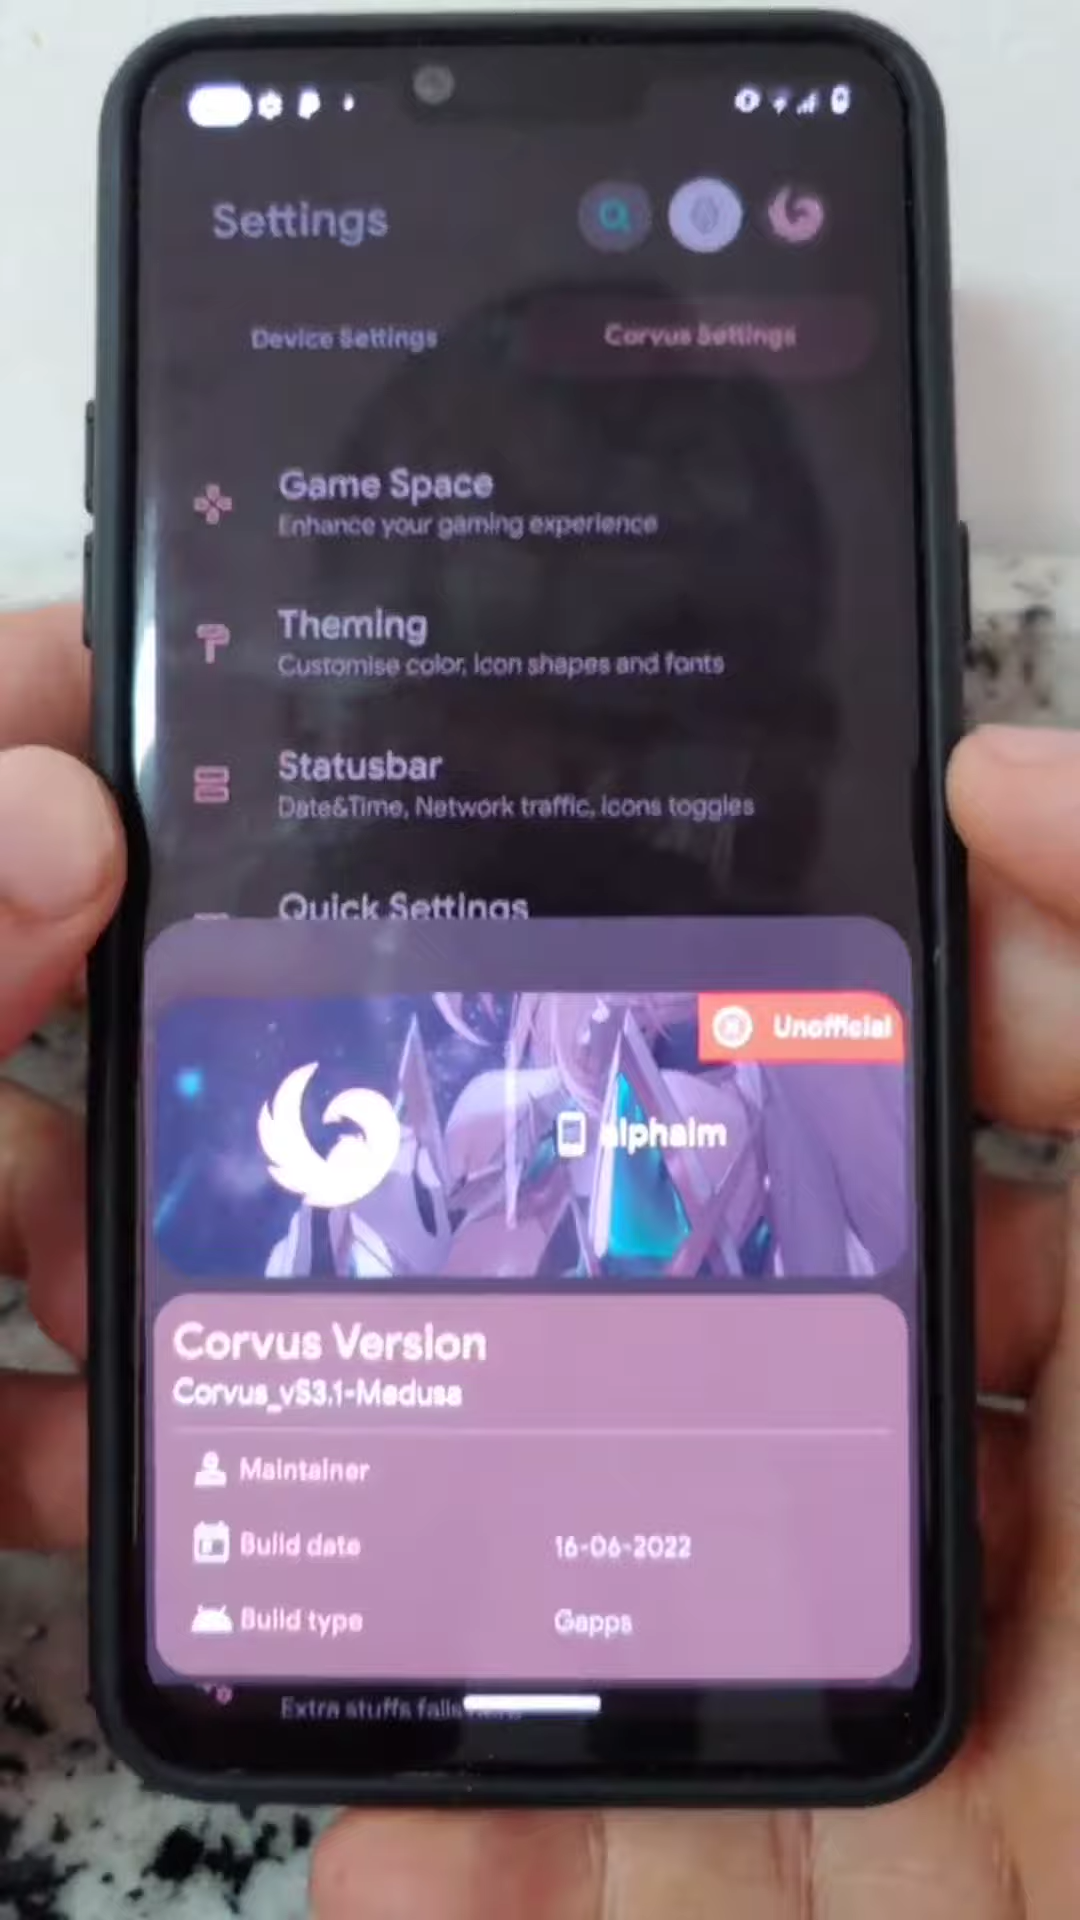 Settings
Device Settings
Corvus Settings
Game Space
Enhance your gaming experience
Theming
Customise color, Icon shapes and fonts
Statusbar
Date&Time, Network traffic, icons toggles
Quick Settings
Unofficial
alphalm
Corvus Version
Corvus_vS3.1-Medusa
Maintainer
Build date 16-06-2022
Build type Gapps
Extra stuffs falls here